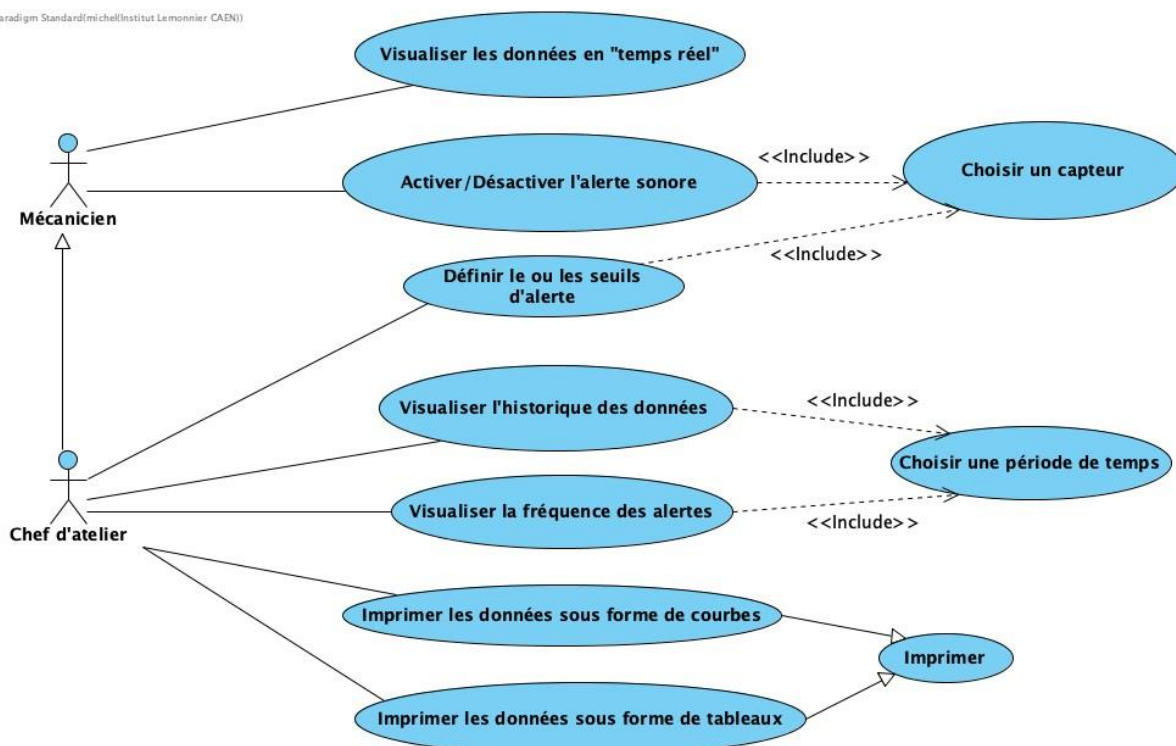 aradigm Standard(michel(Institut Lemonnier CAEN))
Visualiser les données en "temps réel"
Mécanicien
Activer/Désactiver l'alerte sonore
<<Include>>
Choisir un capteur
<<Include>>
Définir le ou les seuils
d'alerte
Visualiser l'historique des données
<<Include>>
Choisir une période de temps
Chef d'atelier
Visualiser la fréquence des alertes
<<Include>>
Imprimer les données sous forme de courbes
Imprimer
Imprimer les données sous forme de tableaux